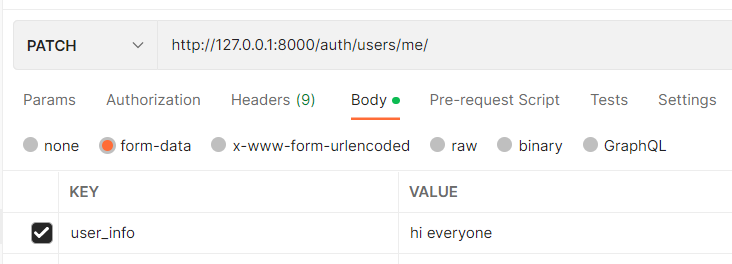 PATCH http://127.0.0.1:8000/auth/users/me/
Params Authorization Headers (9) Body Pre-request Script Tests Settings
none form-data x-www-form-urlencoded raw binary GraphQL
KEY VALUE
user_info hi everyone